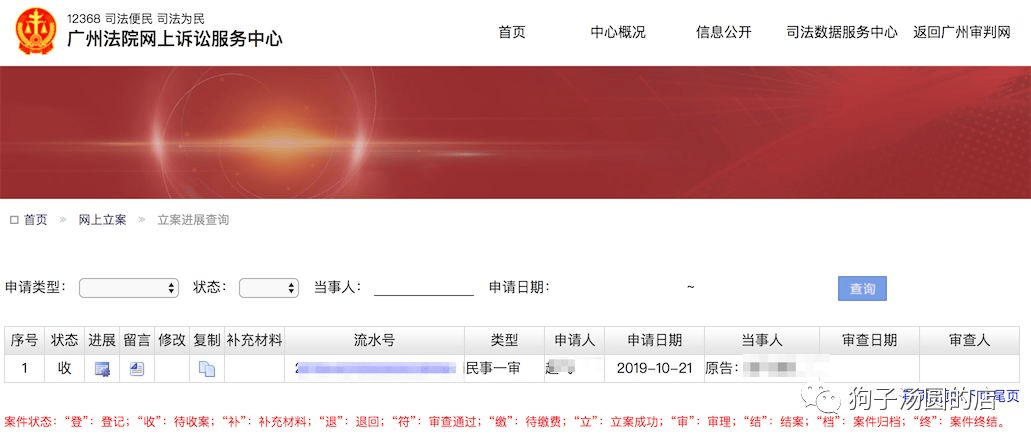 12368 司法便民 司法为民
广州法院网上诉讼服务中心
首页 中心概况 信息公开 司法数据服务中心 返回广州审判网
首页 » 网上立案 » 立案进展查询
申请类型： 状态： 当事人： 申请日期： ~ 查询
序号 状态 进展 留言 修改 复制 补充材料 流水号 类型 申请人 申请日期 当事人 审查日期 审查人
1 收 民事一审 2019-10-21 原告：
尾页
狗子汤圆的店
案件状态：“登”：登记；“收”：待收案；“补”：补充材料；“退”：退回；“符”：审查通过；“缴”：待缴费；“立”：立案成功；“审”：审理；“结”：结案；“档”：案件归档；“终”：案件终结。